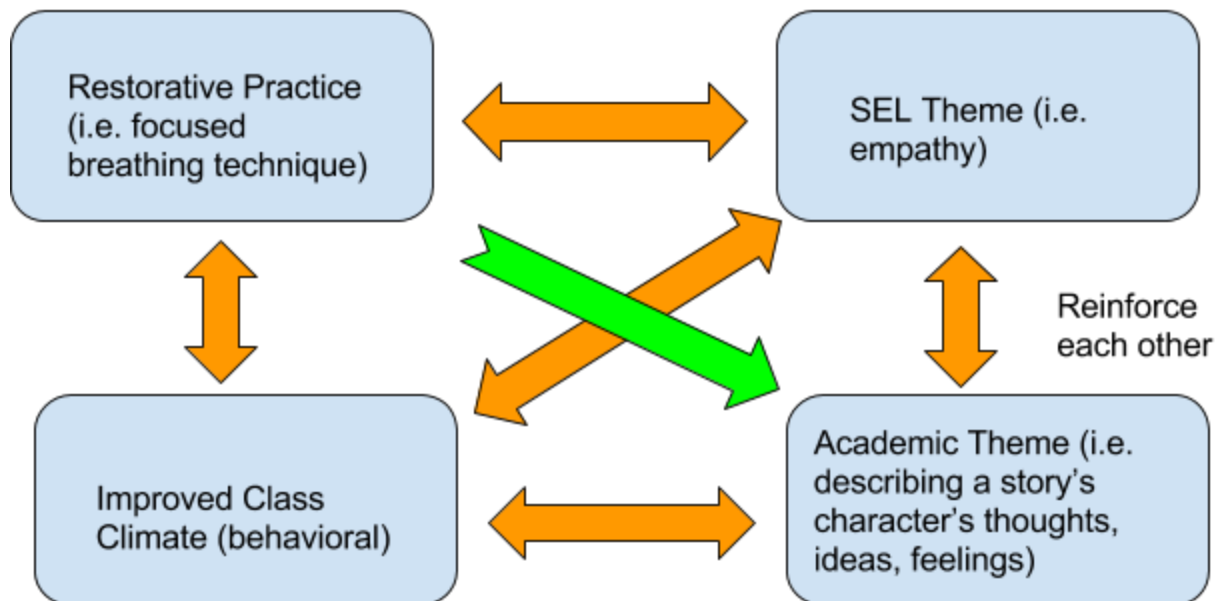 Restorative Practice
(i.e. focused
breathing technique)
SEL Theme (i.e.
empathy)
Reinforce
each other
Improved Class
Climate (behavioral)
Academic Theme (i.e.
describing a story's
character's thoughts,
ideas, feelings)